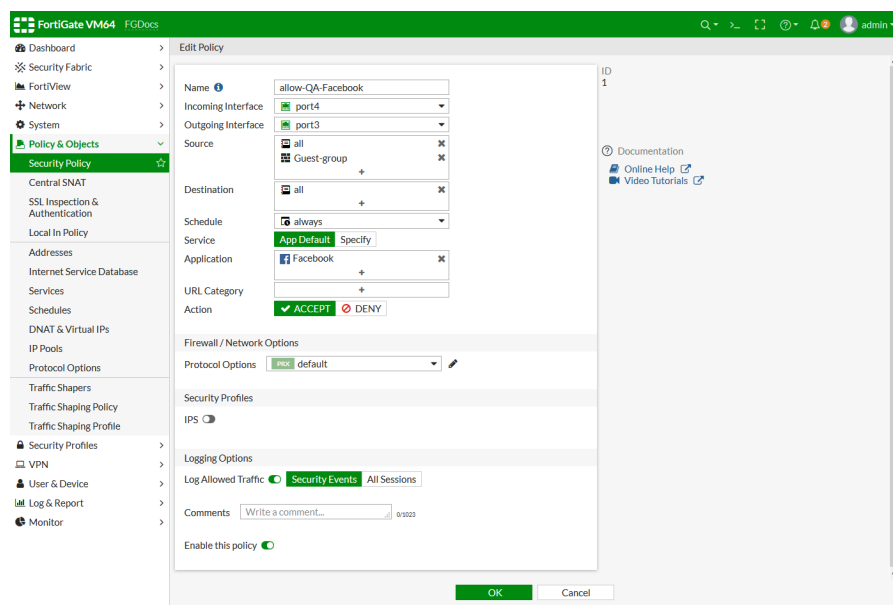 FortiGate VM64 FGDocs
>_ 2 admin
Dashboard
Security Fabric
FortiView
Network
System
Policy & Objects
Security Policy
Central SNAT
SSL Inspection &
Authentication
Local In Policy
Addresses
Internet Service Database
Services
Schedules
DNAT & Virtual IPs
IP Pools
Protocol Options
Traffic Shapers
Traffic Shaping Policy
Traffic Shaping Profile
Security Profiles
VPN
User & Device
Log & Report
Monitor
Edit Policy
Name allow-QA-Facebook
Incoming Interface port4
Outgoing Interface port3
Source all
Guest-group
+
Destination all
+
Schedule always
Service App Default Specify
Application Facebook
+
URL Category +
Action ACCEPT DENY
Firewall / Network Options
Protocol Options PRX default
Security Profiles
IPS
Logging Options
Log Allowed Traffic Security Events All Sessions
Comments Write a comment... 0/1023
Enable this policy
OK Cancel
ID
1
Documentation
Online Help
Video Tutorials